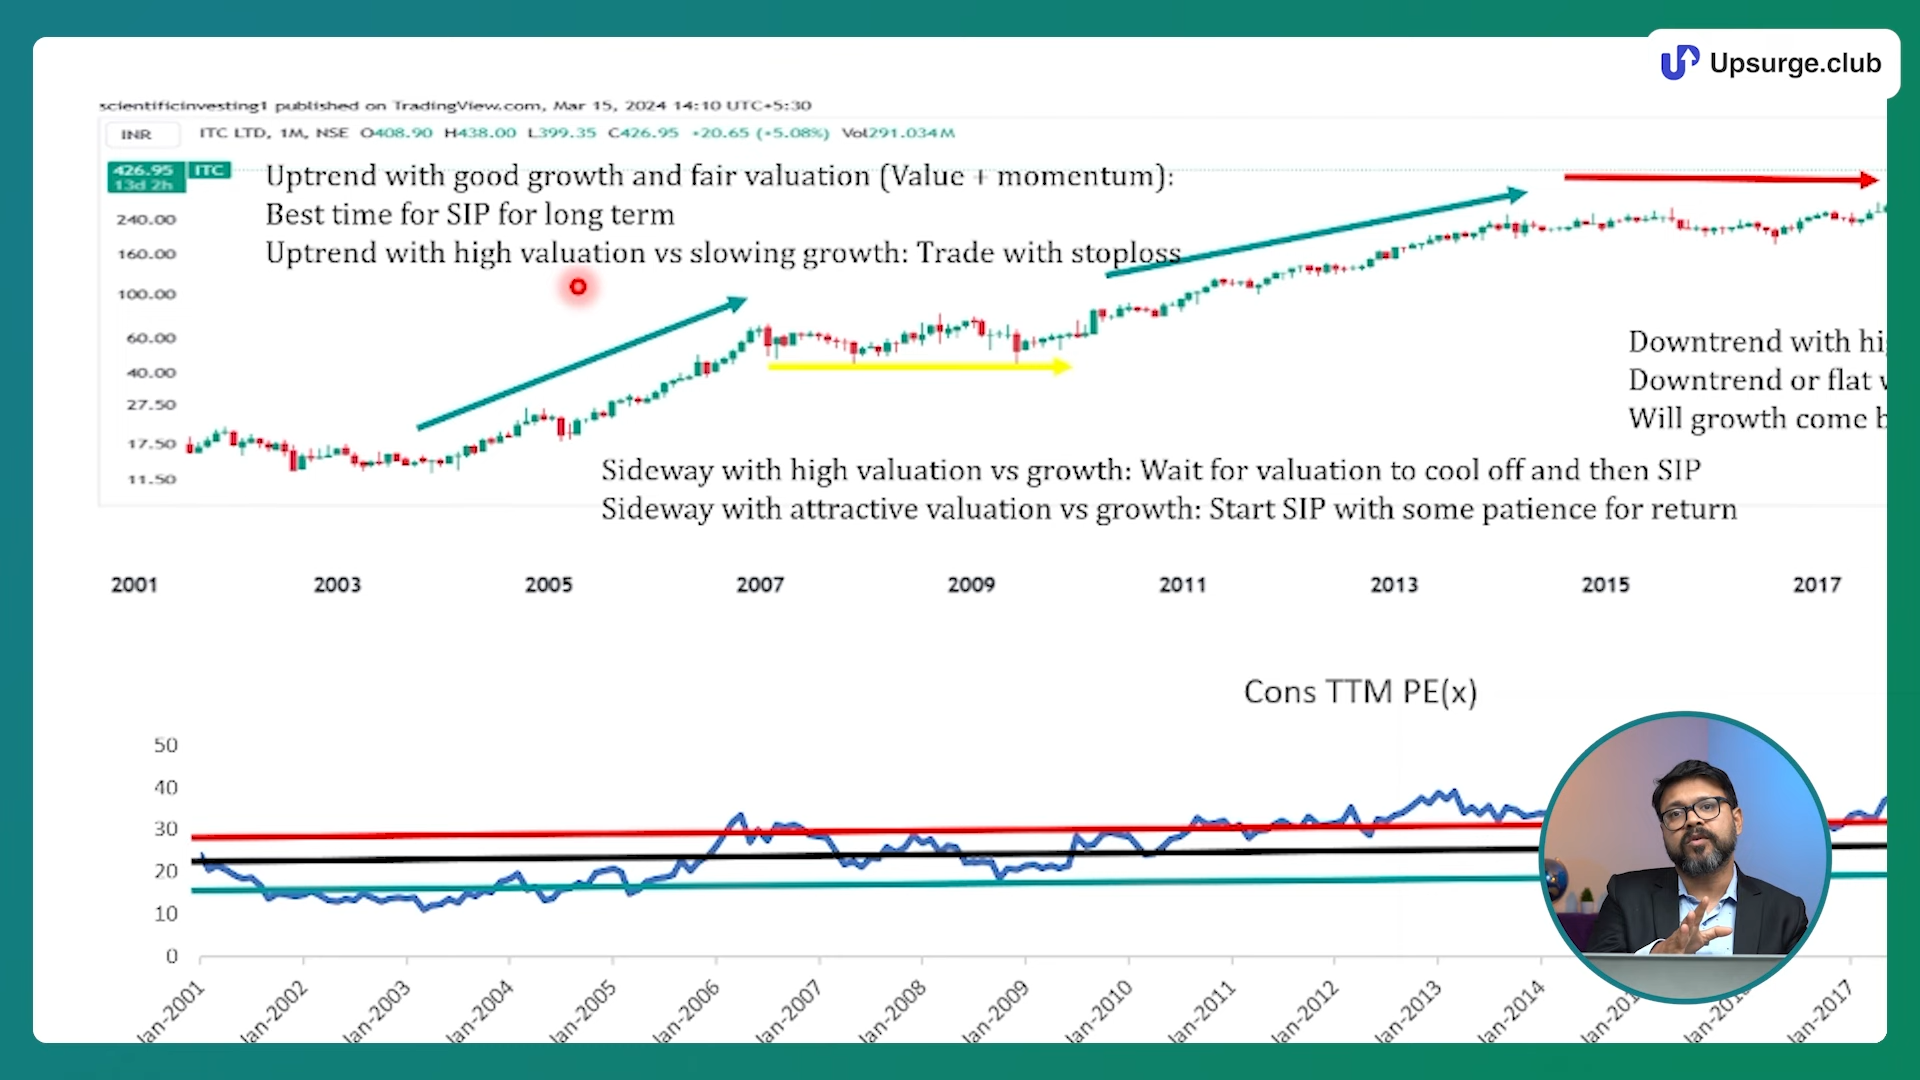 Upsurge.club
scientificinvesting1 published on TradingView.com, Mar 15, 2024 14:10 UTC+5:30
INR
ITC LTD, 1M, NSE O408.90 H438.00 L399.35 C426.95 +20.65 (+5.08%) Vol291.034M
426.95 ITC
13d 2h
Uptrend with good growth and fair valuation (Value + momentum):
Best time for SIP for long term
Uptrend with high valuation vs slowing growth: Trade with stoploss
240.00
160.00
100.00
60.00
40.00
27.50
17.50
11.50
Downtrend with
Downtrend or flat
Will growth come
Sideway with high valuation vs growth: Wait for valuation to cool off and then SIP
Sideway with attractive valuation vs growth: Start SIP with some patience for return
2001 2003 2005 2007 2009 2011 2013 2015 2017
Cons TTM PE(x)
50
40
30
20
10
0
Jan-2001 Jan-2002 Jan-2003 Jan-2004 Jan-2005 Jan-2006 Jan-2007 Jan-2008 Jan-2009 Jan-2010 Jan-2011 Jan-2012 Jan-2013 Jan-2014 Jan-2017